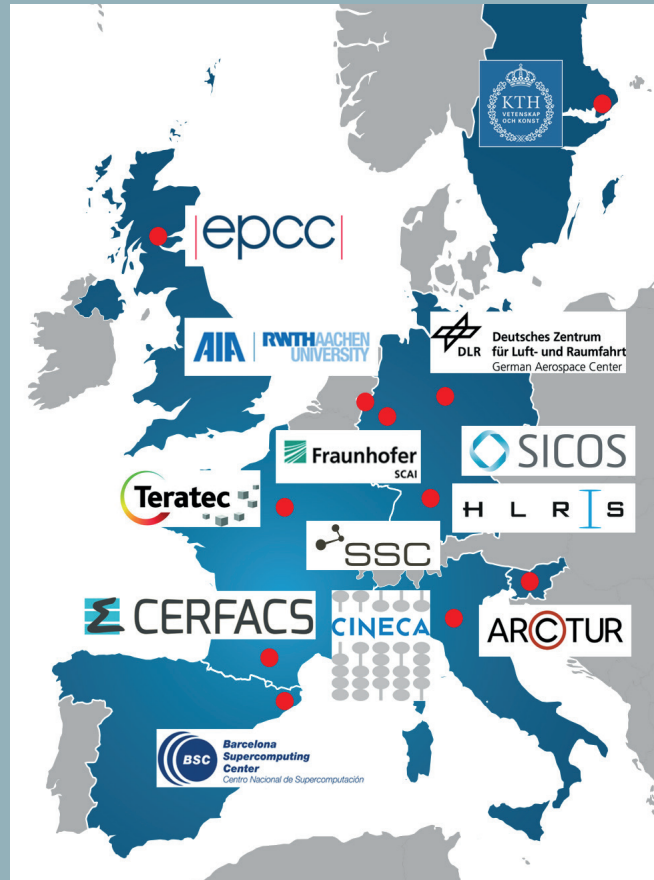 KTH
VETENSKAP
OCH KONST
|epcc|
AIA | RWTHAACHEN
UNIVERSITY
DLR
Deutsches Zentrum
für Luft- und Raumfahrt
German Aerospace Center
Fraunhofer
SCAI
SICOS
Teratec
H L R I S
SSC
CERFACS
CINECA
ARCTUR
BSC
Barcelona
Supercomputing
Center
Centro Nacional de Supercomputación